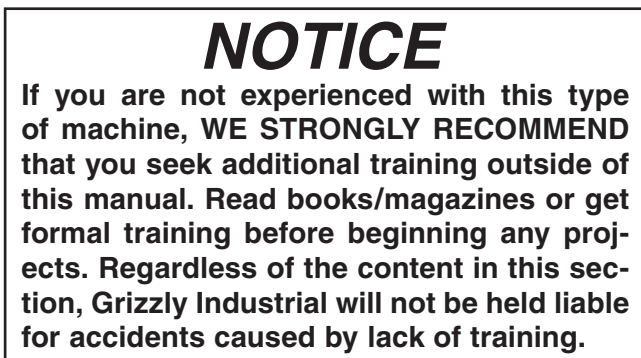 NOTICE
If you are not experienced with this type
of machine, WE STRONGLY RECOMMEND
that you seek additional training outside of
this manual. Read books/magazines or get
formal training before beginning any proj-
ects. Regardless of the content in this sec-
tion, Grizzly Industrial will not be held liable
for accidents caused by lack of training.